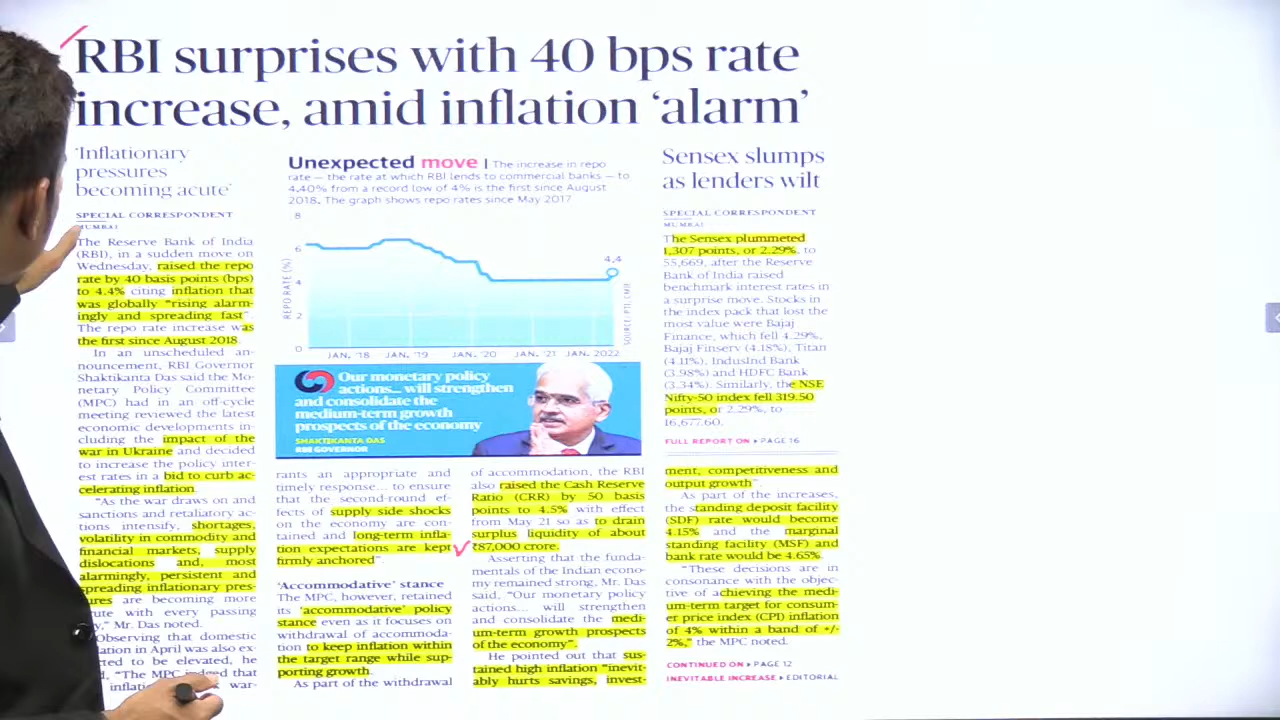 RBI surprises with 40 bps rate
increase, amid inflation ‘alarm’
‘Inflationary
pressures
becoming acute’
SPECIAL CORRESPONDENT
MUMBAI
The Reserve Bank of India
(RBI), in a sudden move on
Wednesday, raised the repo
rate by 40 basis points (bps)
to 4.4% citing inflation that
was globally “rising alarm-
ingly and spreading fast”.
The repo rate increase was
the first since August 2018.
In an unscheduled an-
nouncement, RBI Governor
Shaktikanta Das said the Mo-
netary Policy Committee
(MPC) had in an off-cycle
meeting reviewed the latest
economic developments in-
cluding the impact of the
war in Ukraine and decided
to increase the policy inter-
est rates in a bid to curb ac-
celerating inflation.
“As the war draws on and
sanctions and retaliatory ac-
tions intensify, shortages,
volatility in commodity and
financial markets, supply
dislocations and, most
alarmingly, persistent and
spreading inflationary pres-
ures are becoming more
ute with every passing
y,” Mr. Das noted.
Observing that domestic
lation in April was also ex-
ted to be elevated, he
d, “The MPC that
inflati war-
Unexpected move | The increase in repo
rate — the rate at which RBI lends to commercial banks — to
4.40% from a record low of 4% is the first since August
2018. The graph shows repo rates since May 2017
8
6
4
2
0
REPO RATE (%)
4.4
SOURCE: PTI, CMIE
JAN. '18 JAN. '19 JAN. '20 JAN. '21 JAN. 2022
Our monetary policy
actions... will strengthen
and consolidate the
medium-term growth
prospects of the economy
SHAKTIKANTA DAS
RBI GOVERNOR
rants an appropriate and
timely response... to ensure
that the second-round ef-
fects of supply side shocks
on the economy are con-
tained and long-term infla-
tion expectations are kept
firmly anchored”.
‘Accommodative’ stance
The MPC, however, retained
its ‘accommodative’ policy
stance even as it focuses on
withdrawal of accommoda-
tion to keep inflation within
the target range while sup-
porting growth.
As part of the withdrawal
of accommodation, the RBI
also raised the Cash Reserve
Ratio (CRR) by 50 basis
points to 4.5% with effect
from May 21 so as to drain
surplus liquidity of about
₹87,000 crore.
Asserting that the funda-
mentals of the Indian econo-
my remained strong, Mr. Das
said, “Our monetary policy
actions... will strengthen
and consolidate the medi-
um-term growth prospects
of the economy”.
He pointed out that sus-
tained high inflation “inevit-
ably hurts savings, invest-
Sensex slumps
as lenders wilt
SPECIAL CORRESPONDENT
MUMBAI
The Sensex plummeted
1,307 points, or 2.29%, to
55,669, after the Reserve
Bank of India raised
benchmark interest rates in
a surprise move. Stocks in
the index pack that lost the
most value were Bajaj
Finance, which fell 4.29%,
Bajaj Finserv (4.18%), Titan
(4.11%), IndusInd Bank
(3.98%) and HDFC Bank
(3.34%). Similarly, the NSE
Nifty-50 index fell 319.50
points, or 2.29%, to
16,677.60.
FULL REPORT ON ▸ PAGE 16
ment, competitiveness and
output growth”.
As part of the increases,
the standing deposit facility
(SDF) rate would become
4.15% and the marginal
standing facility (MSF) and
bank rate would be 4.65%.
“These decisions are in
consonance with the objec-
tive of achieving the medi-
um-term target for consum-
er price index (CPI) inflation
of 4% within a band of +/-
2%,” the MPC noted.
CONTINUED ON ▸ PAGE 12
INEVITABLE INCREASE ▸ EDITORIAL